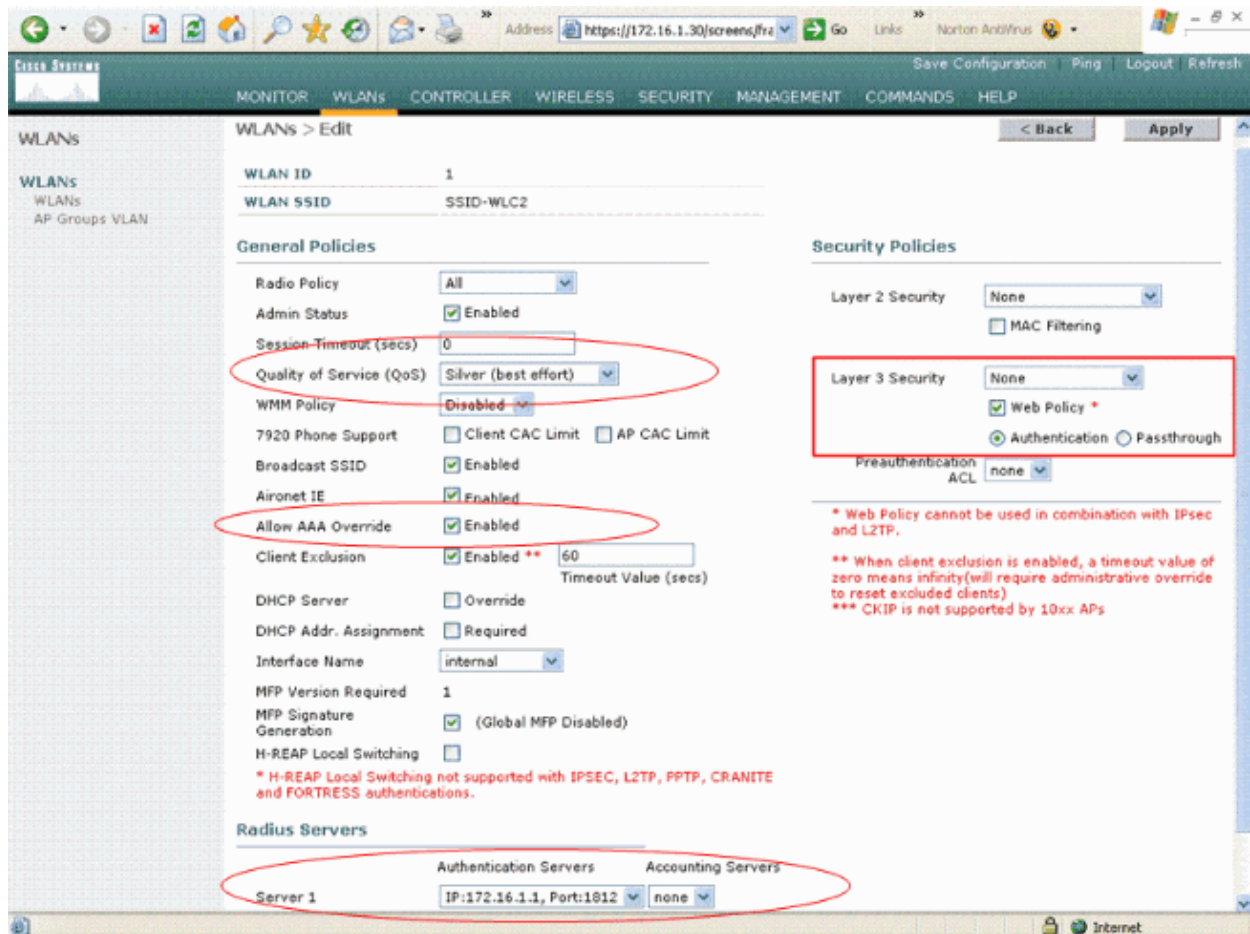 Address https://172.16.1.30/screens/fra Go Links Norton AntiVirus
CISCO SYSTEMS
Save Configuration Ping Logout Refresh
MONITOR WLANs CONTROLLER WIRELESS SECURITY MANAGEMENT COMMANDS HELP
WLANs
WLANs
WLANs
AP Groups VLAN
WLANs > Edit
< Back Apply
WLAN ID 1
WLAN SSID SSID-WLC2
General Policies
Radio Policy All
Admin Status Enabled
Session Timeout (secs) 0
Quality of Service (QoS) Silver (best effort)
WMM Policy Disabled
7920 Phone Support Client CAC Limit AP CAC Limit
Broadcast SSID Enabled
Aironet IE Enabled
Allow AAA Override Enabled
Client Exclusion Enabled ** 60
Timeout Value (secs)
DHCP Server Override
DHCP Addr. Assignment Required
Interface Name internal
MFP Version Required 1
MFP Signature
Generation (Global MFP Disabled)
H-REAP Local Switching
* H-REAP Local Switching not supported with IPSEC, L2TP, PPTP, CRANITE
and FORTRESS authentications.
Security Policies
Layer 2 Security None
MAC Filtering
Layer 3 Security None
Web Policy *
Authentication Passthrough
Preauthentication
ACL none
* Web Policy cannot be used in combination with IPsec
and L2TP.
** When client exclusion is enabled, a timeout value of
zero means infinity(will require administrative override
to reset excluded clients)
*** CKIP is not supported by 10xx APs
Radius Servers
Authentication Servers Accounting Servers
Server 1 IP:172.16.1.1, Port:1812 none
Internet